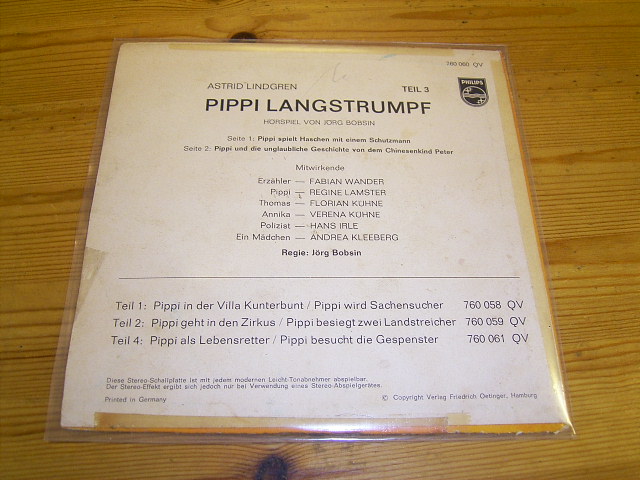 760 060 QV
PHILIPS
ASTRID LINDGREN TEIL 3
PIPPI LANGSTRUMPF
HÖRSPIEL VON JÖRG BOBSIN
Seite 1: Pippi spielt Haschen mit einem Schutzmann
Seite 2: Pippi und die unglaubliche Geschichte von dem Chinesenkind Peter
Mitwirkende
Erzähler — FABIAN WANDER
Pippi — REGINE LAMSTER
Thomas — FLORIAN KÜHNE
Annika — VERENA KÜHNE
Polizist — HANS IRLE
Ein Mädchen — ANDREA KLEEBERG
Regie: Jörg Bobsin
Teil 1: Pippi in der Villa Kunterbunt / Pippi wird Sachensucher 760 058 QV
Teil 2: Pippi geht in den Zirkus / Pippi besiegt zwei Landstreicher 760 059 QV
Teil 4: Pippi als Lebensretter / Pippi besucht die Gespenster 760 061 QV
Diese Stereo-Schallplatte ist mit jedem modernen Leicht-Tonabnehmer abspielbar.
Der Stereo-Effekt ergibt sich jedoch nur bei Verwendung eines Stereo-Abspielgerätes.
Printed in Germany © Copyright Verlag Friedrich Oetinger, Hamburg